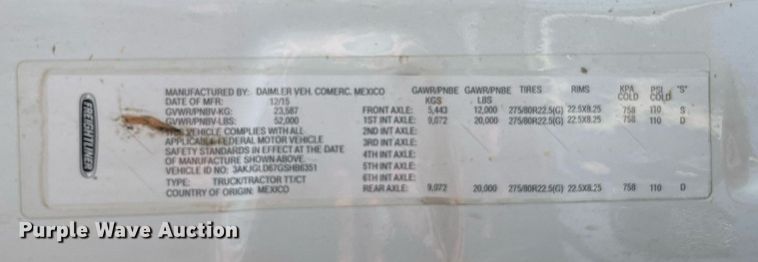 FREIGHTLINER
MANUFACTURED BY: DAIMLER VEH. COMERC. MEXICO GAWR/PNBE GAWR/PNBE TIRES RIMS KPA PSI "S"
DATE OF MFR: 12/15 KGS LBS COLD COLD
GVWR/PNBV-KG: 23,587 FRONT AXLE: 5,443 12,000 275/80R22.5(G) 22.5X8.25 758 110 S
GVWR/PNBV-LBS: 52,000 1ST INT AXLE: 9,072 20,000 275/80R22.5(G) 22.5X8.25 758 110 D
VEHICLE COMPLIES WITH ALL 2ND INT AXLE:
APPLICABLE FEDERAL MOTOR VEHICLE 3RD INT AXLE:
SAFETY STANDARDS IN EFFECT AT THE DATE 4TH INT AXLE:
OF MANUFACTURE SHOWN ABOVE. 5TH INT AXLE:
VEHICLE ID NO: 3AKJGLD67GSHB6351 6TH INT AXLE:
TYPE: TRUCK/TRACTOR TT/CT REAR AXLE: 9,072 20,000 275/80R22.5(G) 22.5X8.25 758 110 D
COUNTRY OF ORIGIN: MEXICO
Purple Wave Auction